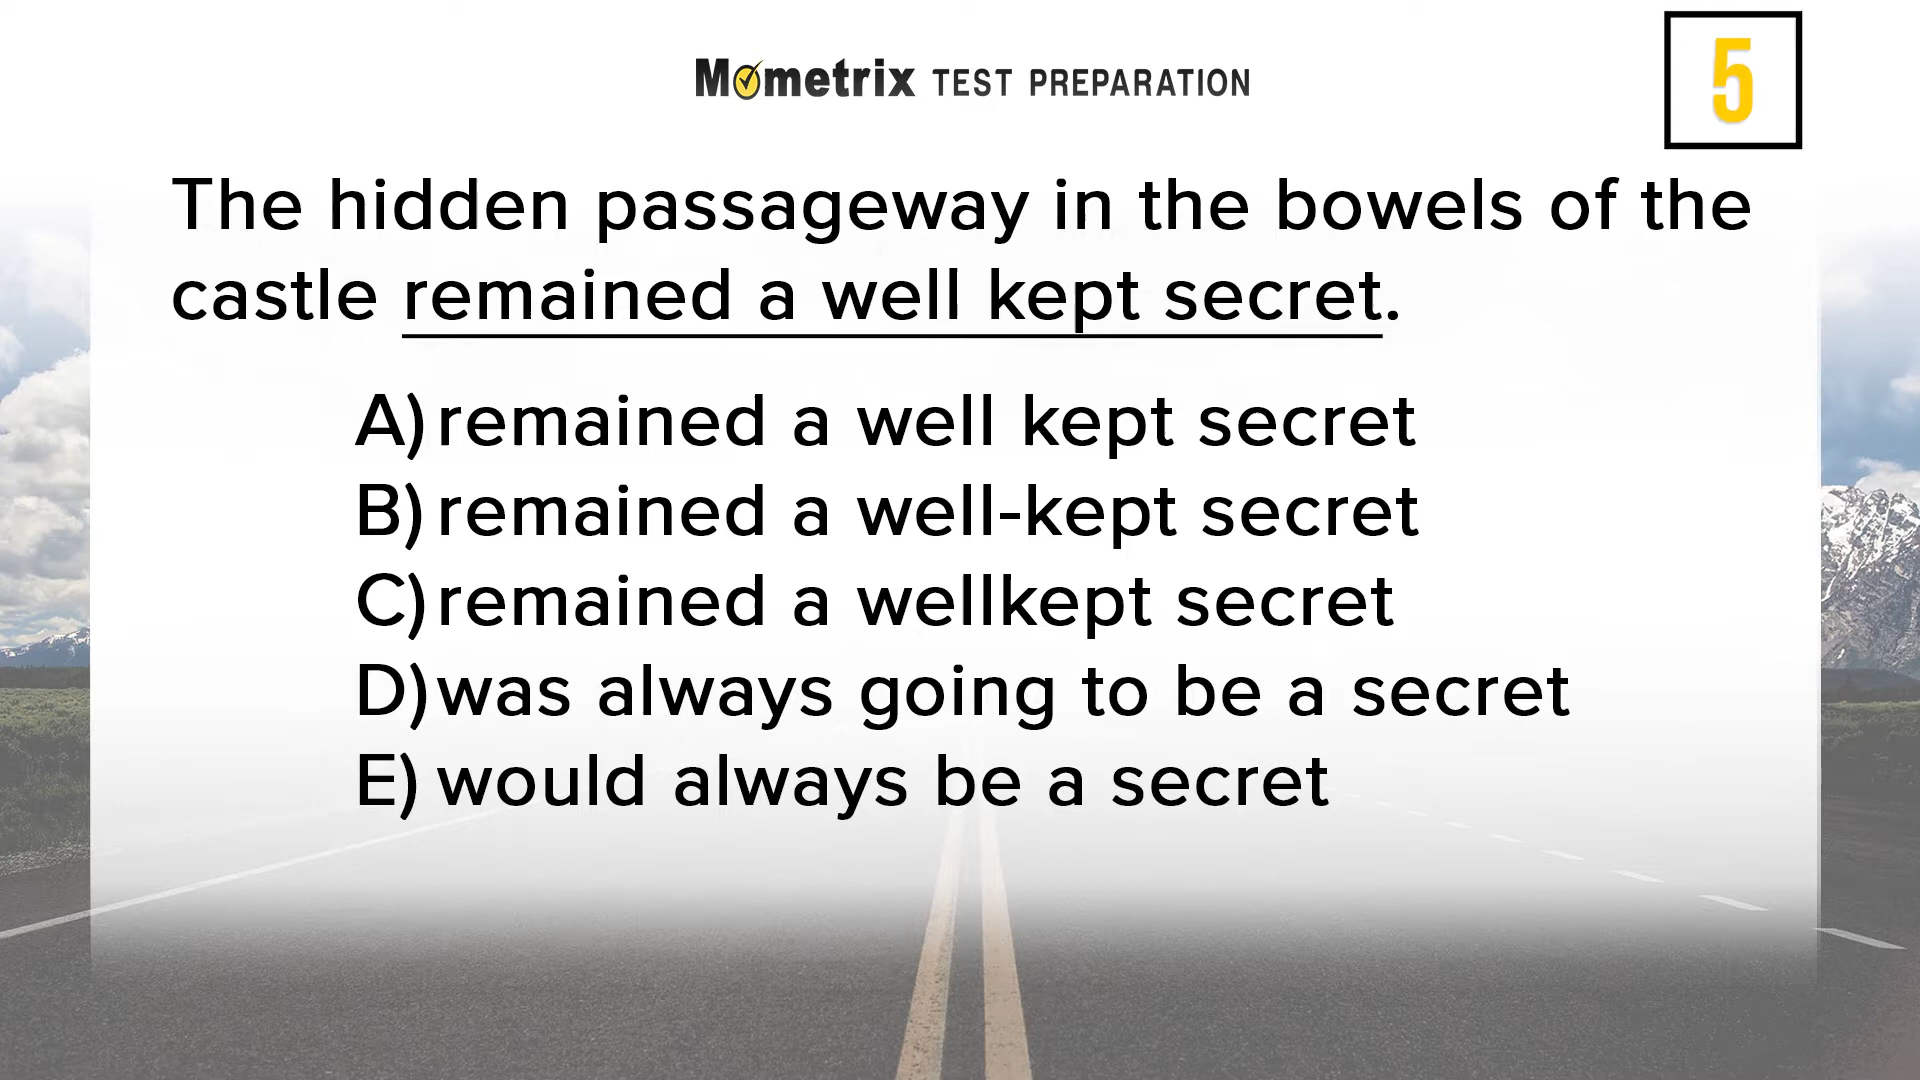 Mometrix TEST PREPARATION
5
The hidden passageway in the bowels of the
castle remained a well kept secret.
A) remained a well kept secret
B) remained a well-kept secret
C) remained a wellkept secret
D) was always going to be a secret
E) would always be a secret